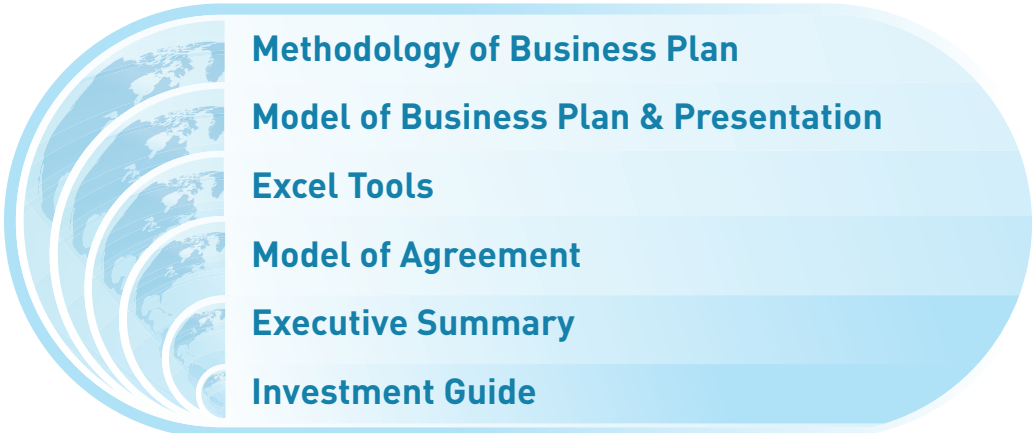 Methodology of Business Plan
Model of Business Plan & Presentation
Excel Tools
Model of Agreement
Executive Summary
Investment Guide